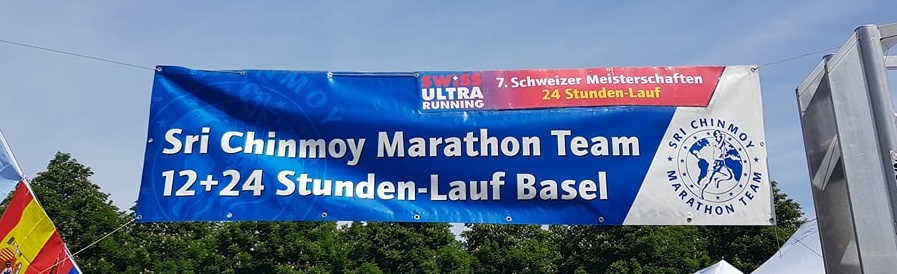 SWISS
ULTRA
RUNNING
7. Schweizer Meisterschaften
24 Stunden-Lauf
Sri Chinmoy Marathon Team
12+24 Stunden-Lauf Basel
SRI CHINMOY
MARATHON TEAM